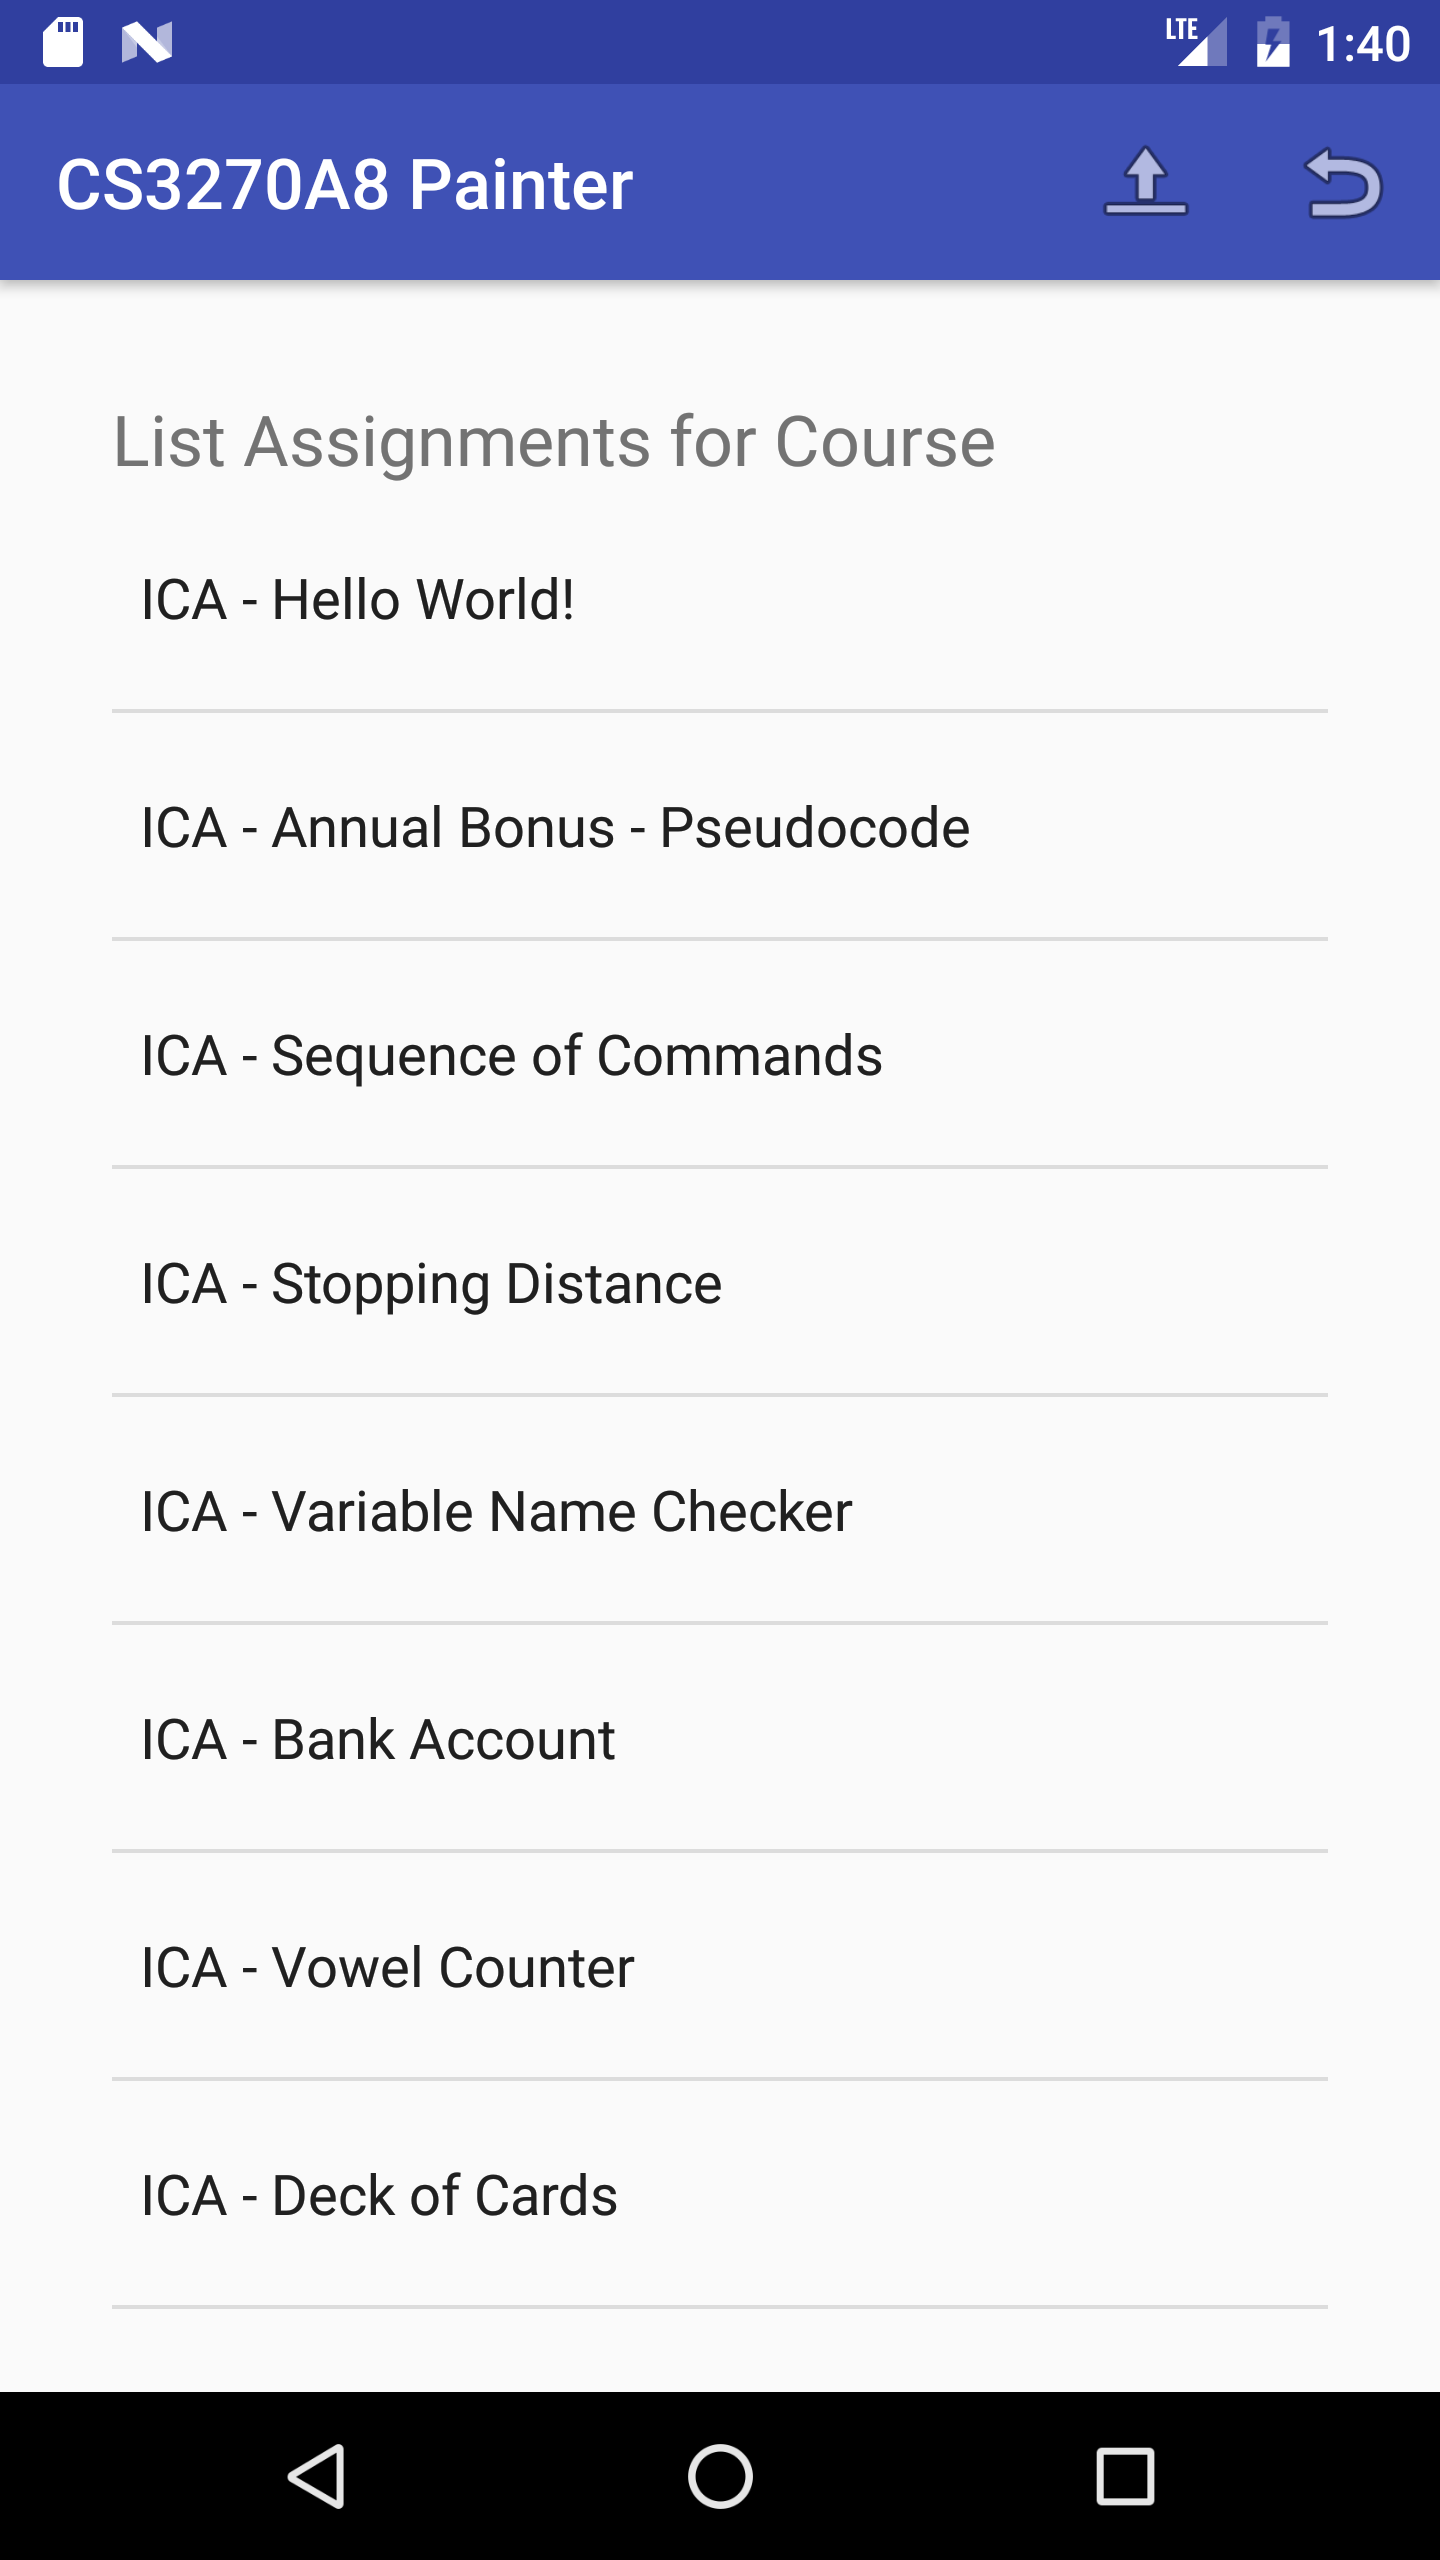 LTE 1:40
CS3270A8 Painter
List Assignments for Course
ICA - Hello World!
ICA - Annual Bonus - Pseudocode
ICA - Sequence of Commands
ICA - Stopping Distance
ICA - Variable Name Checker
ICA - Bank Account
ICA - Vowel Counter
ICA - Deck of Cards